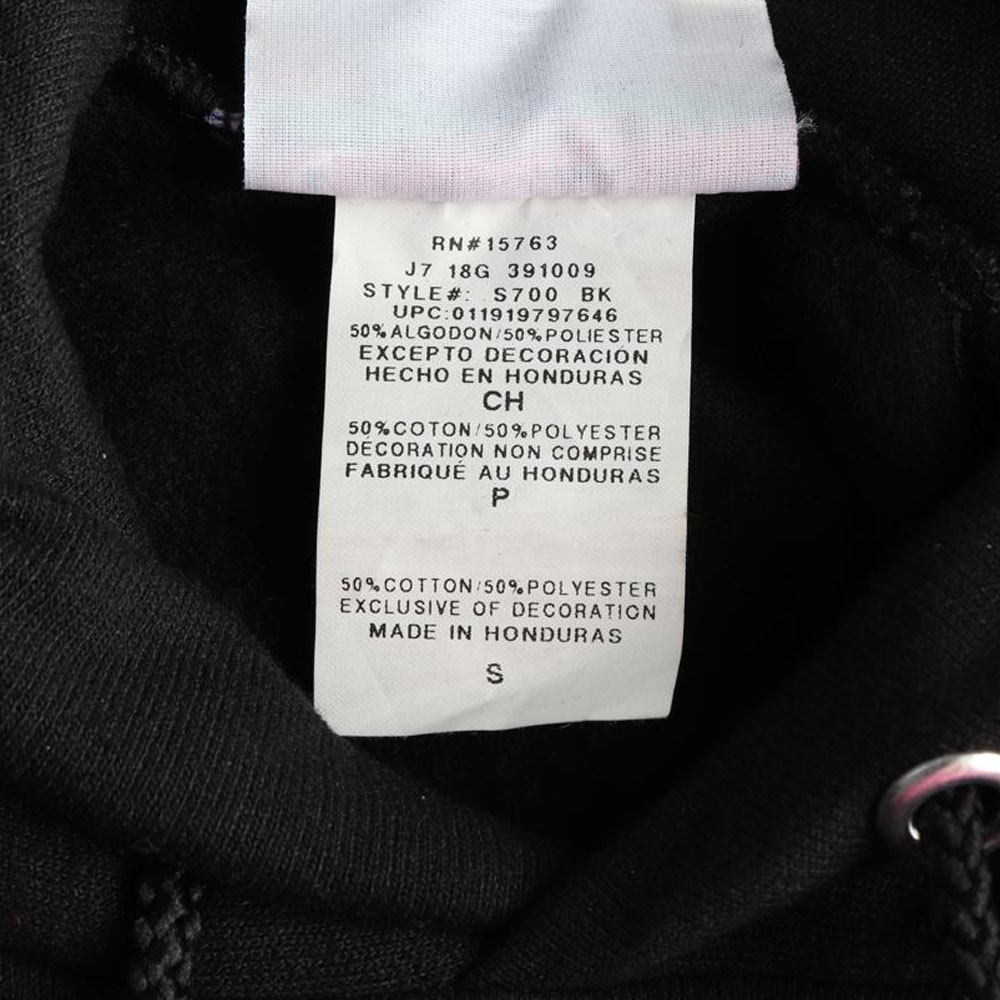 RN#15763
J7 18G 391009
STYLE#: S700 BK
UPC:011919797646
50%ALGODON/50%POLIESTER
EXCEPTO DECORACIÓN
HECHO EN HONDURAS
CH
50%COTON/50%POLYESTER
DÉCORATION NON COMPRISE
FABRIQUÉ AU HONDURAS
P
50%COTTON/50%POLYESTER
EXCLUSIVE OF DECORATION
MADE IN HONDURAS
S